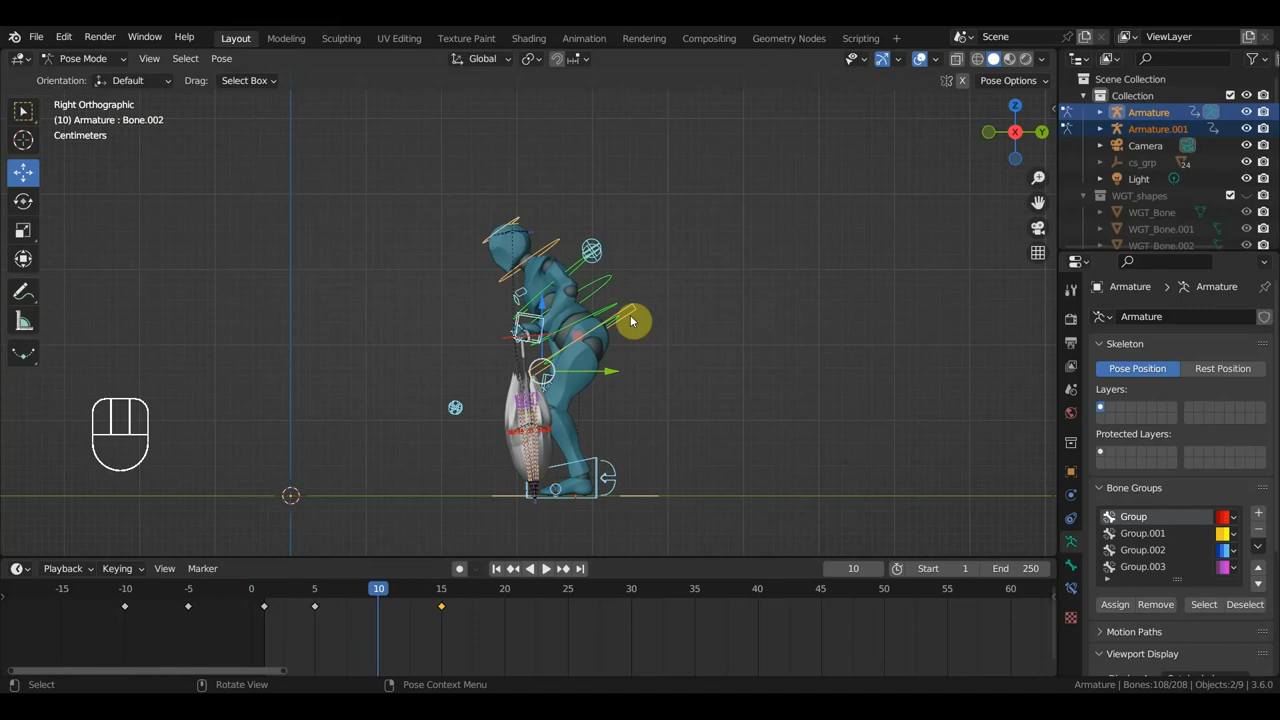 File Edit Render Window Help Layout Modeling Sculpting UV Editing Texture Paint Shading Animation Rendering Compositing Geometry Nodes Scripting + Scene ViewLayer
Pose Mode View Select Pose Global
Orientation: Default Drag: Select Box X Pose Options
Scene Collection
Collection
Armature
Armature.001
Camera
cs_grp 24
Light
WGT_shapes
WGT_Bone
WGT_Bone.001
WGT_Bone.002
Right Orthographic
(10) Armature : Bone.002
Centimeters
Z
X
Y
Armature Armature
Armature
Skeleton
Pose Position Rest Position
Layers:
Protected Layers:
Bone Groups
Group
Group.001
Group.002
Group.003
Assign Remove Select Deselect
Motion Paths
Viewport Display
Playback Keying View Marker 10 Start 1 End 250
-15 -10 -5 0 5 10 15 20 25 30 35 40 45 50 55 60
Select Rotate View Pose Context Menu Armature | Bones:108/208 | Objects:2/9 | 3.6.0